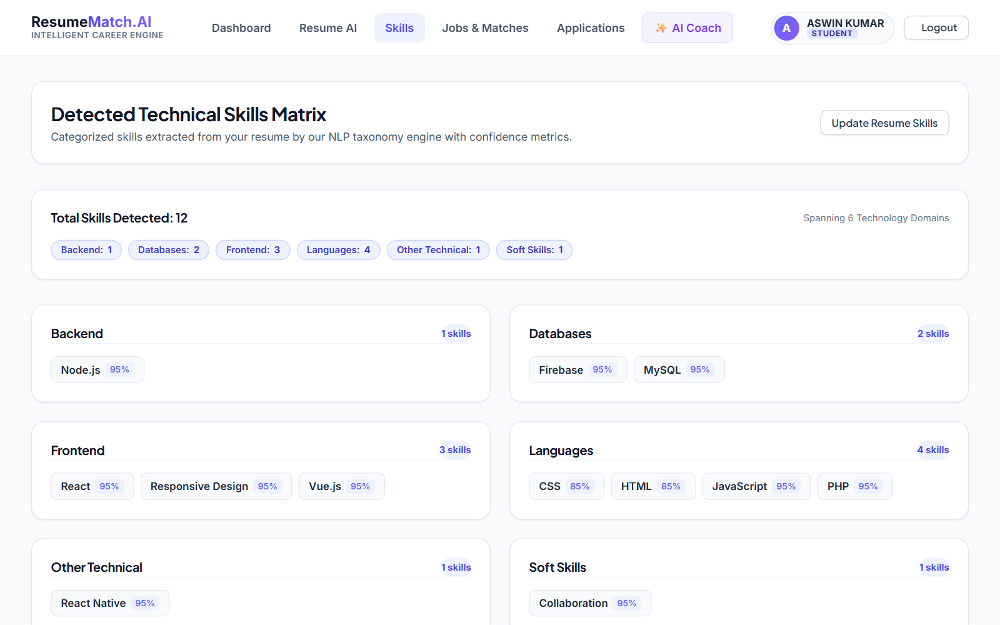 ResumeMatch.AI
INTELLIGENT CAREER ENGINE
Dashboard
Resume AI
Skills
Jobs & Matches
Applications
✨ AI Coach
A
ASWIN KUMAR
STUDENT
Logout
Detected Technical Skills Matrix
Categorized skills extracted from your resume by our NLP taxonomy engine with confidence metrics.
Update Resume Skills
Total Skills Detected: 12
Spanning 6 Technology Domains
Backend: 1
Databases: 2
Frontend: 3
Languages: 4
Other Technical: 1
Soft Skills: 1
Backend
1 skills
Node.js 95%
Databases
2 skills
Firebase 95%
MySQL 95%
Frontend
3 skills
React 95%
Responsive Design 95%
Vue.js 95%
Languages
4 skills
CSS 85%
HTML 85%
JavaScript 95%
PHP 95%
Other Technical
1 skills
React Native 95%
Soft Skills
1 skills
Collaboration 95%